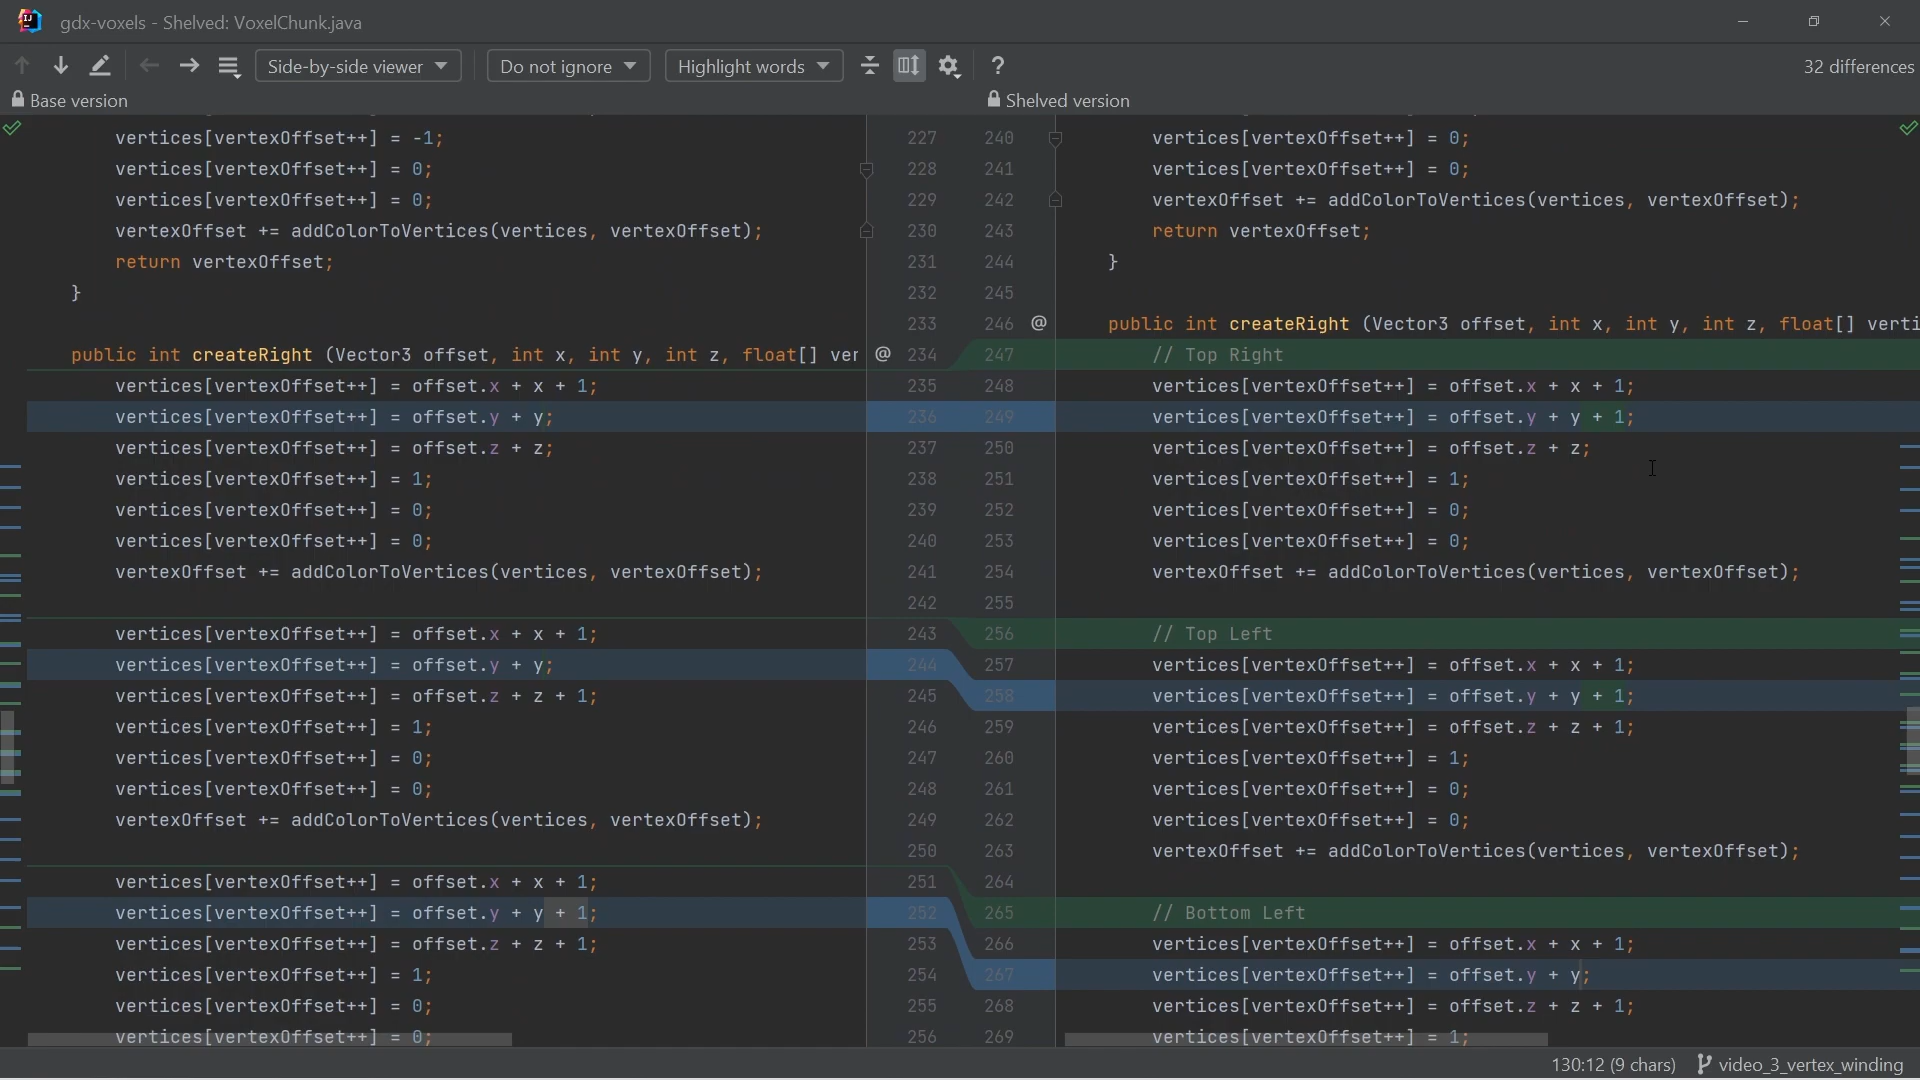 gdx-voxels - Shelved: VoxelChunk.java
Side-by-side viewer
Do not ignore
Highlight words
?
32 differences
Base version
Shelved version
vertices[vertexOffset++] = -1;
vertices[vertexOffset++] = 0;
vertices[vertexOffset++] = 0;
vertexOffset += addColorToVertices(vertices, vertexOffset);
return vertexOffset;
}
public int createRight (Vector3 offset, int x, int y, int z, float[] ver
vertices[vertexOffset++] = offset.x + x + 1;
vertices[vertexOffset++] = offset.y + y;
vertices[vertexOffset++] = offset.z + z;
vertices[vertexOffset++] = 1;
vertices[vertexOffset++] = 0;
vertices[vertexOffset++] = 0;
vertexOffset += addColorToVertices(vertices, vertexOffset);
vertices[vertexOffset++] = offset.x + x + 1;
vertices[vertexOffset++] = offset.y + y;
vertices[vertexOffset++] = offset.z + z + 1;
vertices[vertexOffset++] = 1;
vertices[vertexOffset++] = 0;
vertices[vertexOffset++] = 0;
vertexOffset += addColorToVertices(vertices, vertexOffset);
vertices[vertexOffset++] = offset.x + x + 1;
vertices[vertexOffset++] = offset.y + y + 1;
vertices[vertexOffset++] = offset.z + z + 1;
vertices[vertexOffset++] = 1;
vertices[vertexOffset++] = 0;
vertices[vertexOffset++] = 0;
227 240
228 241
229 242
230 243
231 244
232 245
233 246 @
@ 234 247
235 248
236 249
237 250
238 251
239 252
240 253
241 254
242 255
243 256
244 257
245 258
246 259
247 260
248 261
249 262
250 263
251 264
252 265
253 266
254 267
255 268
256 269
vertices[vertexOffset++] = 0;
vertices[vertexOffset++] = 0;
vertexOffset += addColorToVertices(vertices, vertexOffset);
return vertexOffset;
}
public int createRight (Vector3 offset, int x, int y, int z, float[] verti
// Top Right
vertices[vertexOffset++] = offset.x + x + 1;
vertices[vertexOffset++] = offset.y + y + 1;
vertices[vertexOffset++] = offset.z + z;
vertices[vertexOffset++] = 1;
vertices[vertexOffset++] = 0;
vertices[vertexOffset++] = 0;
vertexOffset += addColorToVertices(vertices, vertexOffset);
// Top Left
vertices[vertexOffset++] = offset.x + x + 1;
vertices[vertexOffset++] = offset.y + y + 1;
vertices[vertexOffset++] = offset.z + z + 1;
vertices[vertexOffset++] = 1;
vertices[vertexOffset++] = 0;
vertices[vertexOffset++] = 0;
vertexOffset += addColorToVertices(vertices, vertexOffset);
// Bottom Left
vertices[vertexOffset++] = offset.x + x + 1;
vertices[vertexOffset++] = offset.y + y;
vertices[vertexOffset++] = offset.z + z + 1;
vertices[vertexOffset++] = 1;
130:12 (9 chars)
video_3_vertex_winding